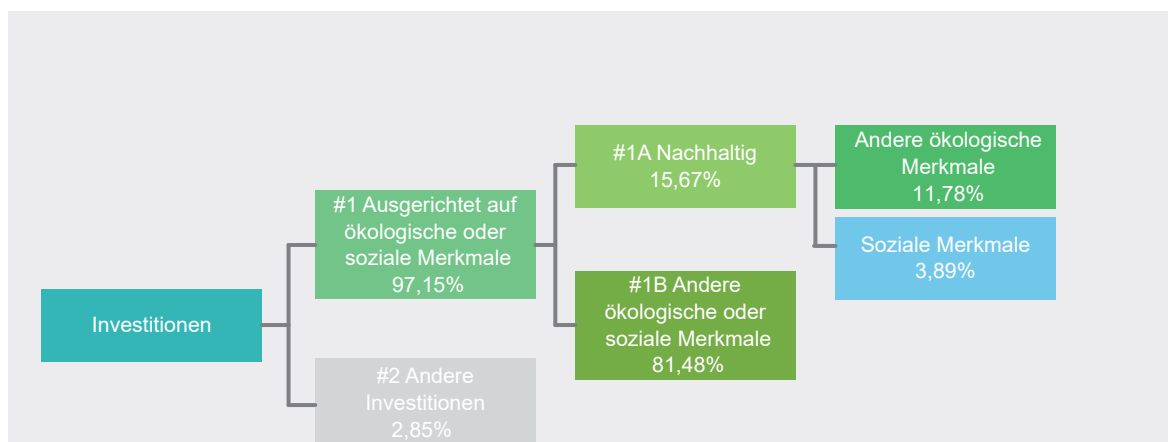 Investitionen
#1 Ausgerichtet auf
ökologische oder
soziale Merkmale
97,15%
#2 Andere
Investitionen
2,85%
#1A Nachhaltig
15,67%
#1B Andere
ökologische oder
soziale Merkmale
81,48%
Andere ökologische
Merkmale
11,78%
Soziale Merkmale
3,89%